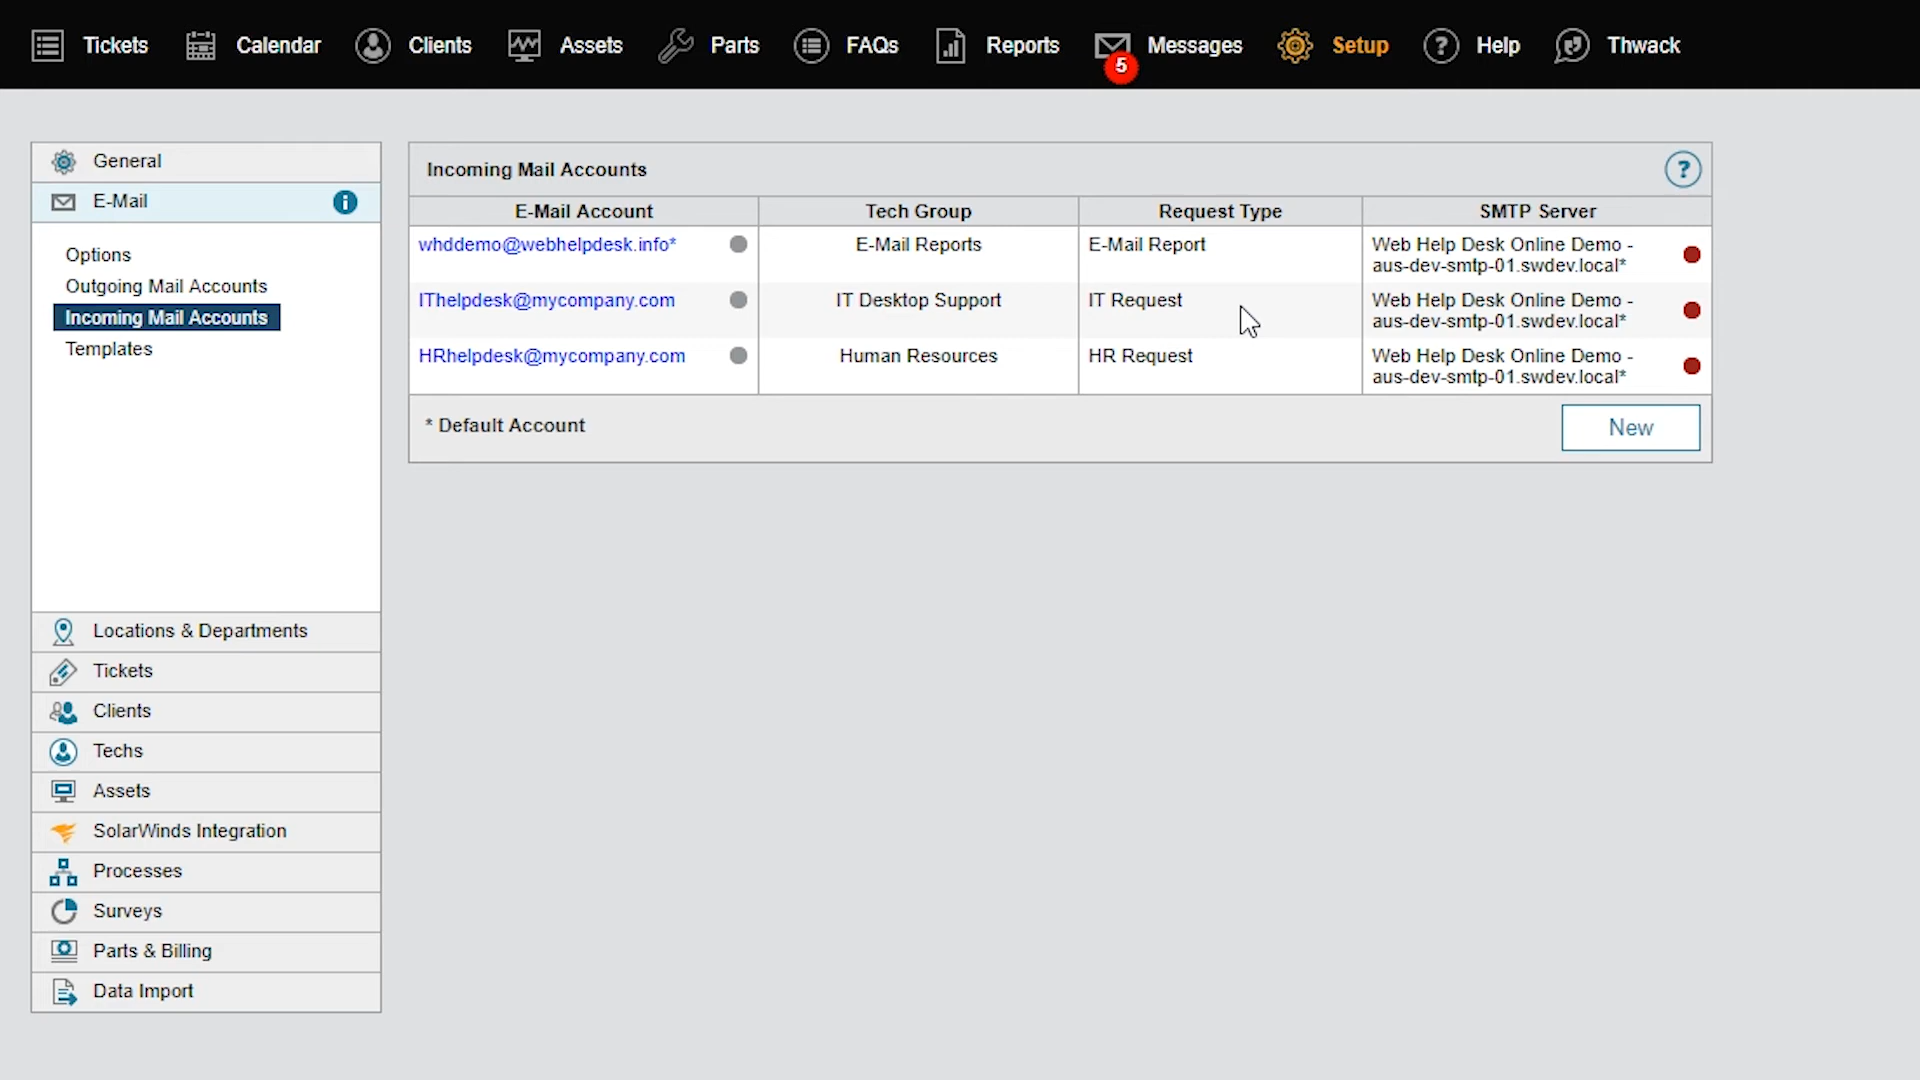 Tickets
Calendar
Clients
Assets
Parts
FAQs
Reports
Messages
5
Setup
Help
Thwack
General
E-Mail
Options
Outgoing Mail Accounts
Incoming Mail Accounts
Templates
Locations & Departments
Tickets
Clients
Techs
Assets
SolarWinds Integration
Processes
Surveys
Parts & Billing
Data Import
Incoming Mail Accounts
?
E-Mail Account Tech Group Request Type SMTP Server
whddemo@webhelpdesk.info* E-Mail Reports E-Mail Report Web Help Desk Online Demo -
aus-dev-smtp-01.swdev.local*
IThelpdesk@mycompany.com IT Desktop Support IT Request Web Help Desk Online Demo -
aus-dev-smtp-01.swdev.local*
HRhelpdesk@mycompany.com Human Resources HR Request Web Help Desk Online Demo -
aus-dev-smtp-01.swdev.local*
* Default Account
New